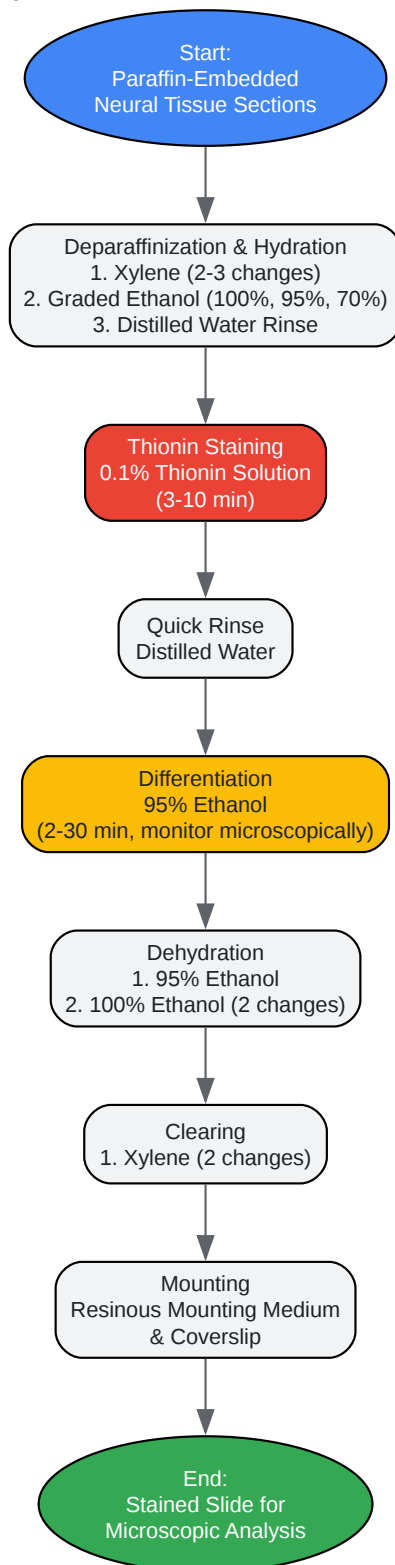 Start:
Paraffin-Embedded
Neural Tissue Sections
Deparaffinization & Hydration
1. Xylene (2-3 changes)
2. Graded Ethanol (100%, 95%, 70%)
3. Distilled Water Rinse
Thionin Staining
0.1% Thionin Solution
(3-10 min)
Quick Rinse
Distilled Water
Differentiation
95% Ethanol
(2-30 min, monitor microscopically)
Dehydration
1. 95% Ethanol
2. 100% Ethanol (2 changes)
Clearing
1. Xylene (2 changes)
Mounting
Resinous Mounting Medium
& Coverslip
End:
Stained Slide for
Microscopic Analysis